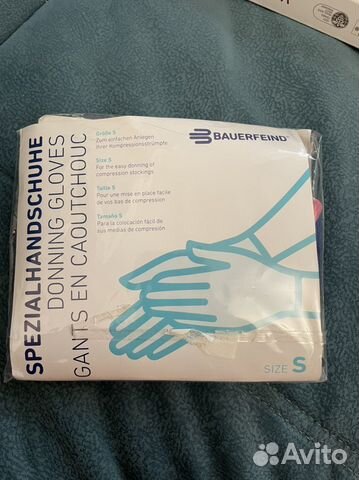 SPEZIALHANDSCHUHE
DONNING GLOVES
GANTS EN CAOUTCHOUC
BAUERFEIND
Größe S
Zum einfachen Anlegen
Ihrer Kompressionsstrümpfe
Size S
For the easy donning of
compression stockings
Taille S
Pour une mise en place facile
de vos bas de compression
Tamaño S
Para la colocación fácil de
sus medias de compresión
SIZE S
Avito